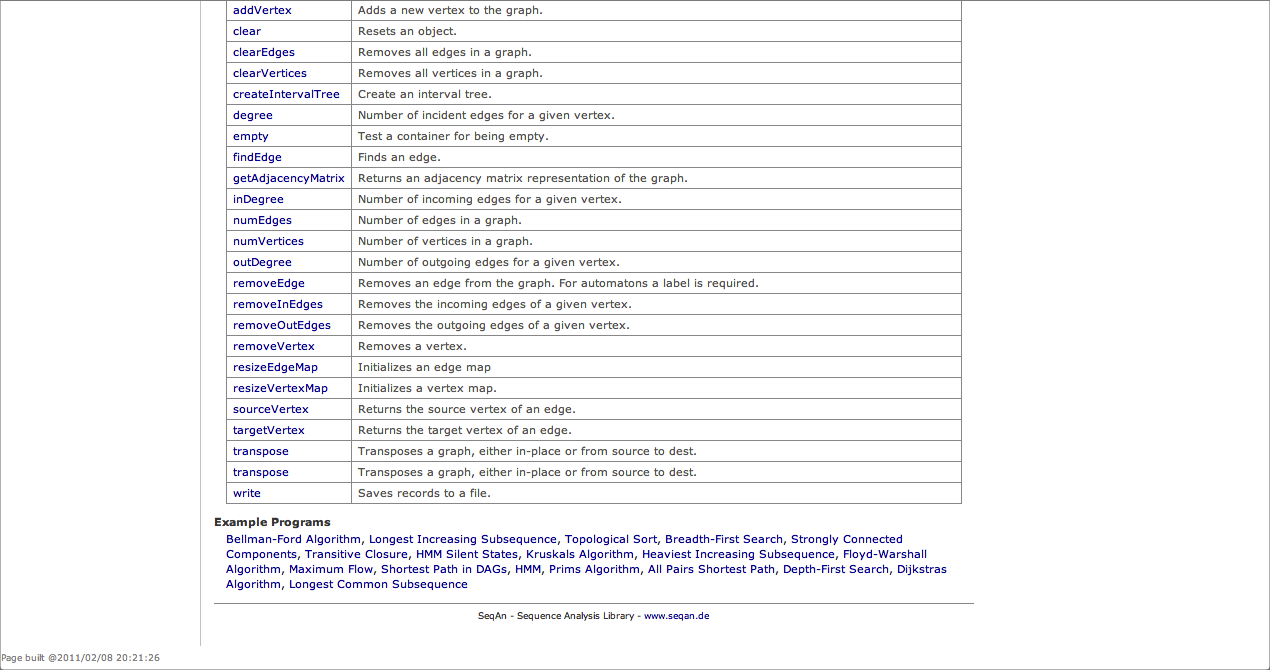 addVertex Adds a new vertex to the graph.
clear Resets an object.
clearEdges Removes all edges in a graph.
clearVertices Removes all vertices in a graph.
createIntervalTree Create an interval tree.
degree Number of incident edges for a given vertex.
empty Test a container for being empty.
findEdge Finds an edge.
getAdjacencyMatrix Returns an adjacency matrix representation of the graph.
inDegree Number of incoming edges for a given vertex.
numEdges Number of edges in a graph.
numVertices Number of vertices in a graph.
outDegree Number of outgoing edges for a given vertex.
removeEdge Removes an edge from the graph. For automatons a label is required.
removeInEdges Removes the incoming edges of a given vertex.
removeOutEdges Removes the outgoing edges of a given vertex.
removeVertex Removes a vertex.
resizeEdgeMap Initializes an edge map
resizeVertexMap Initializes a vertex map.
sourceVertex Returns the source vertex of an edge.
targetVertex Returns the target vertex of an edge.
transpose Transposes a graph, either in-place or from source to dest.
transpose Transposes a graph, either in-place or from source to dest.
write Saves records to a file.
Example Programs
Bellman-Ford Algorithm, Longest Increasing Subsequence, Topological Sort, Breadth-First Search, Strongly Connected
Components, Transitive Closure, HMM Silent States, Kruskals Algorithm, Heaviest Increasing Subsequence, Floyd-Warshall
Algorithm, Maximum Flow, Shortest Path in DAGs, HMM, Prims Algorithm, All Pairs Shortest Path, Depth-First Search, Dijkstras
Algorithm, Longest Common Subsequence
SeqAn - Sequence Analysis Library - www.seqan.de
Page built @2011/02/08 20:21:26